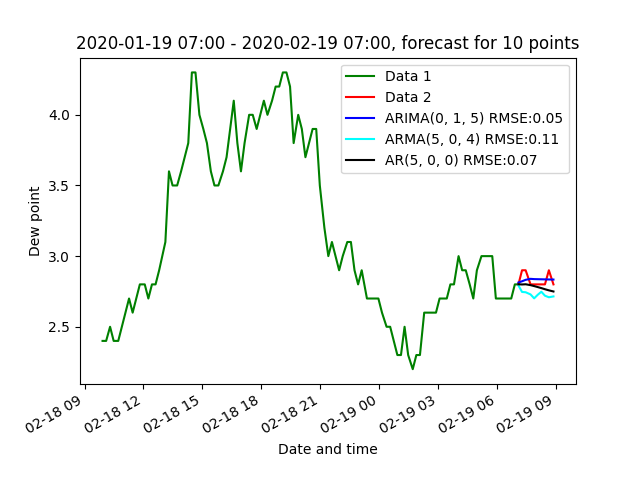 2020-01-19 07:00 - 2020-02-19 07:00, forecast for 10 points
Data 1
Data 2
ARIMA(0, 1, 5) RMSE:0.05
ARMA(5, 0, 4) RMSE:0.11
AR(5, 0, 0) RMSE:0.07
Dew point
4.0
3.5
3.0
2.5
02-18 09
02-18 12
02-18 15
02-18 18
02-18 21
02-19 00
02-19 03
02-19 06
02-19 09
Date and time